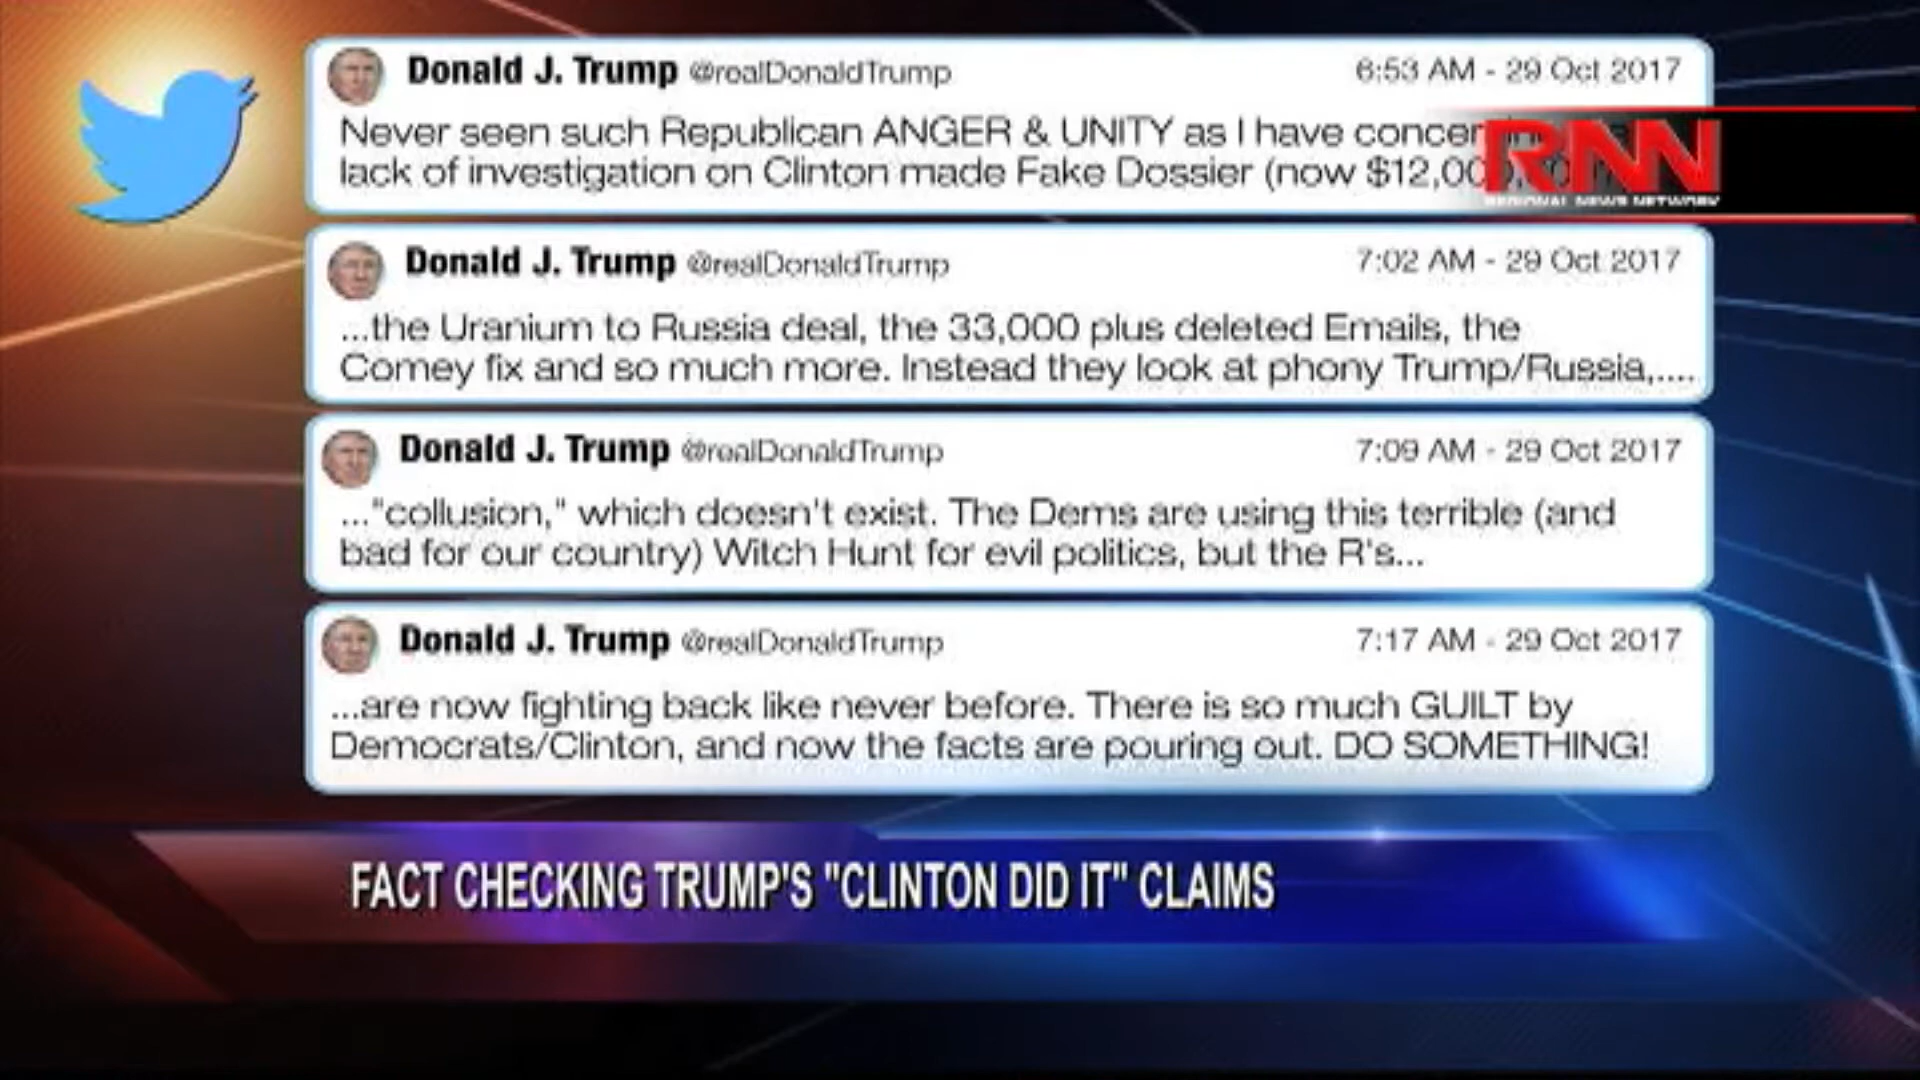 Donald J. Trump @realDonaldTrump 6:53 AM - 29 Oct 2017
Never seen such Republican ANGER & UNITY as I have
lack of investigation on Clinton made Fake Dossier (now
RNN
REGIONAL NEWS NETWORK
Donald J. Trump @realDonaldTrump 7:02 AM - 29 Oct 2017
...the Uranium to Russia deal, the 33,000 plus deleted Emails, the
Comey fix and so much more. Instead they look at phony Trump/Russia,....
Donald J. Trump @realDonaldTrump 7:09 AM - 29 Oct 2017
..."collusion," which doesn't exist. The Dems are using this terrible (and
bad for our country) Witch Hunt for evil politics, but the R's...
Donald J. Trump @realDonaldTrump 7:17 AM - 29 Oct 2017
...are now fighting back like never before. There is so much GUILT by
Democrats/Clinton, and now the facts are pouring out. DO SOMETHING!
FACT CHECKING TRUMP'S "CLINTON DID IT" CLAIMS